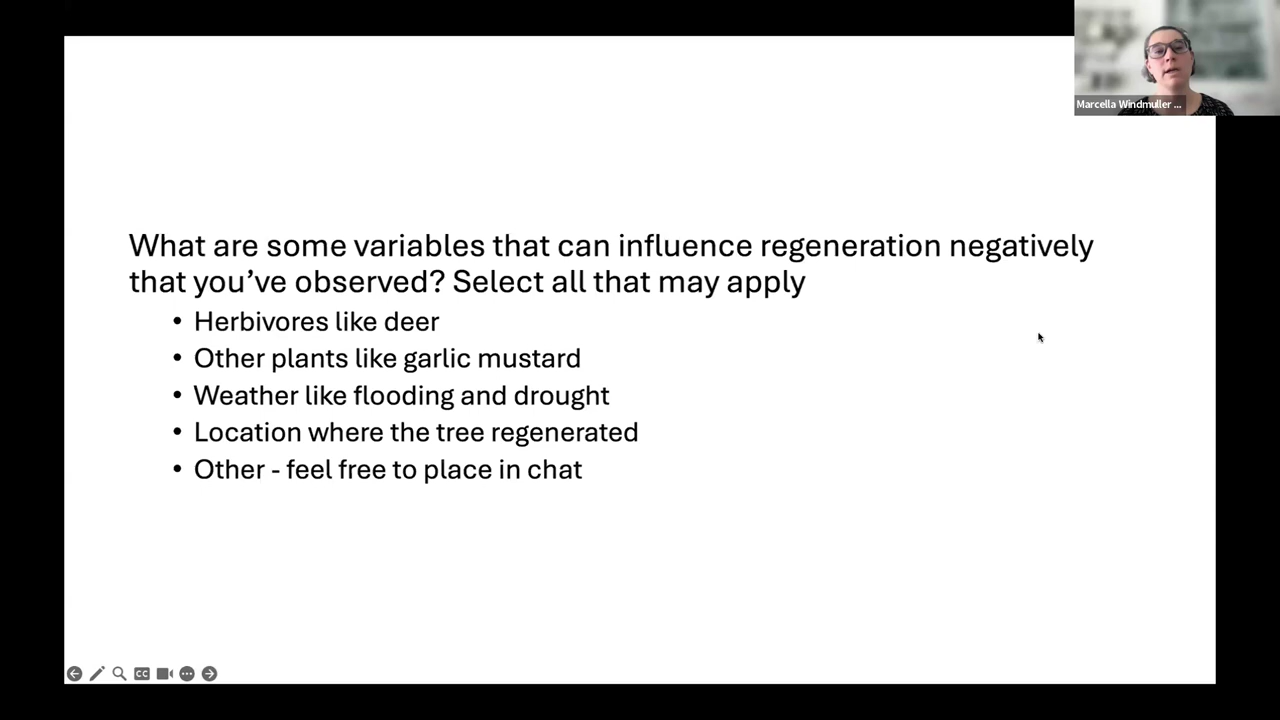 Marcella Windmuller ...
What are some variables that can influence regeneration negatively
that you’ve observed? Select all that may apply
• Herbivores like deer
• Other plants like garlic mustard
• Weather like flooding and drought
• Location where the tree regenerated
• Other - feel free to place in chat
CC